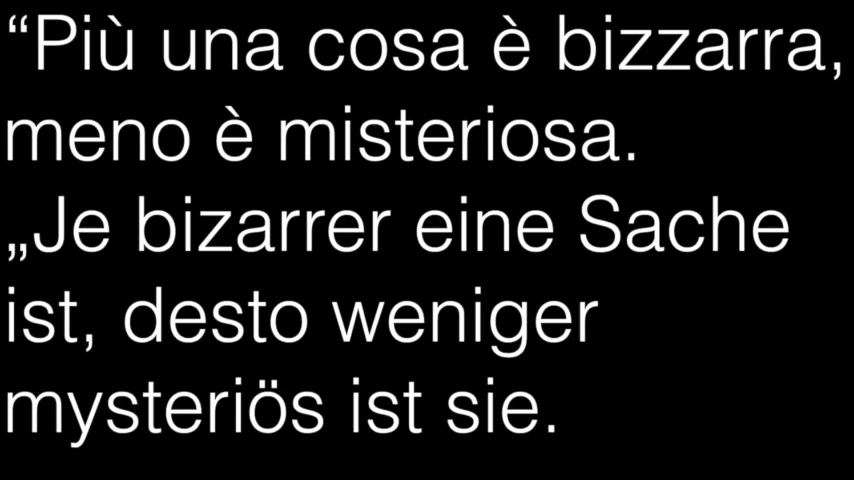 “Più una cosa è bizzarra,
meno è misteriosa.
„Je bizarrer eine Sache
ist, desto weniger
mysteriös ist sie.